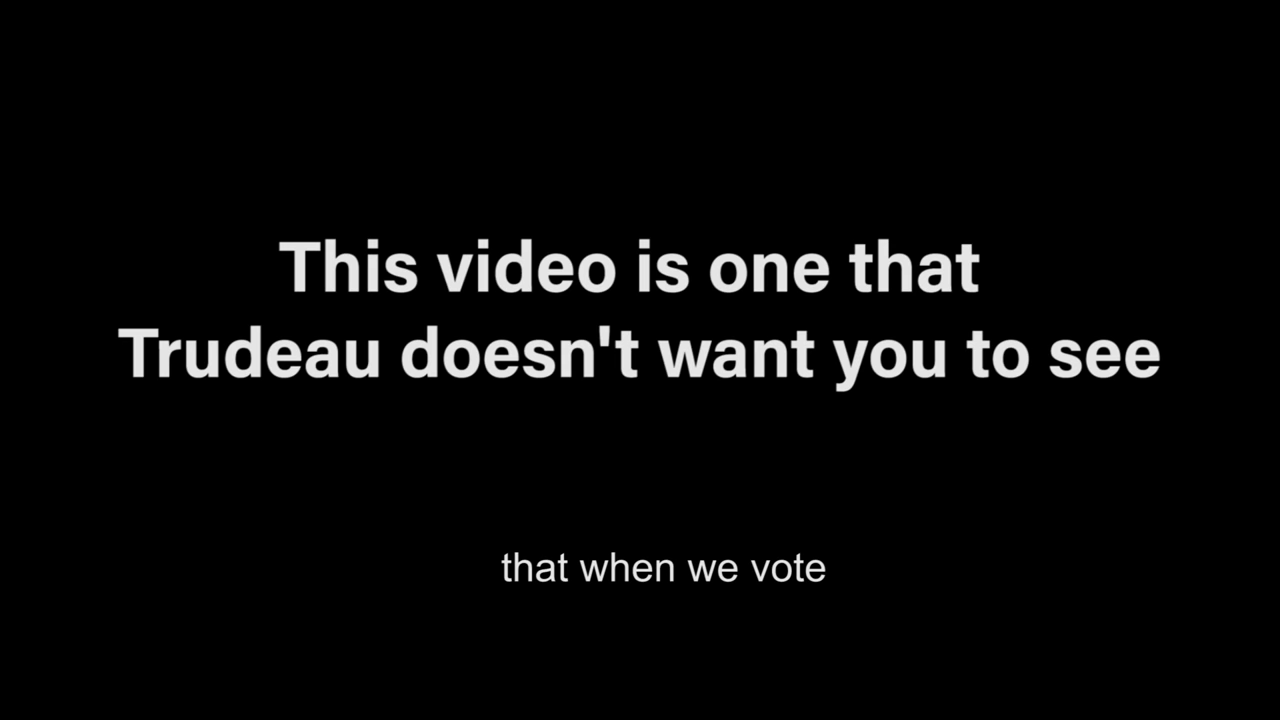 This video is one that
Trudeau doesn't want you to see
that when we vote